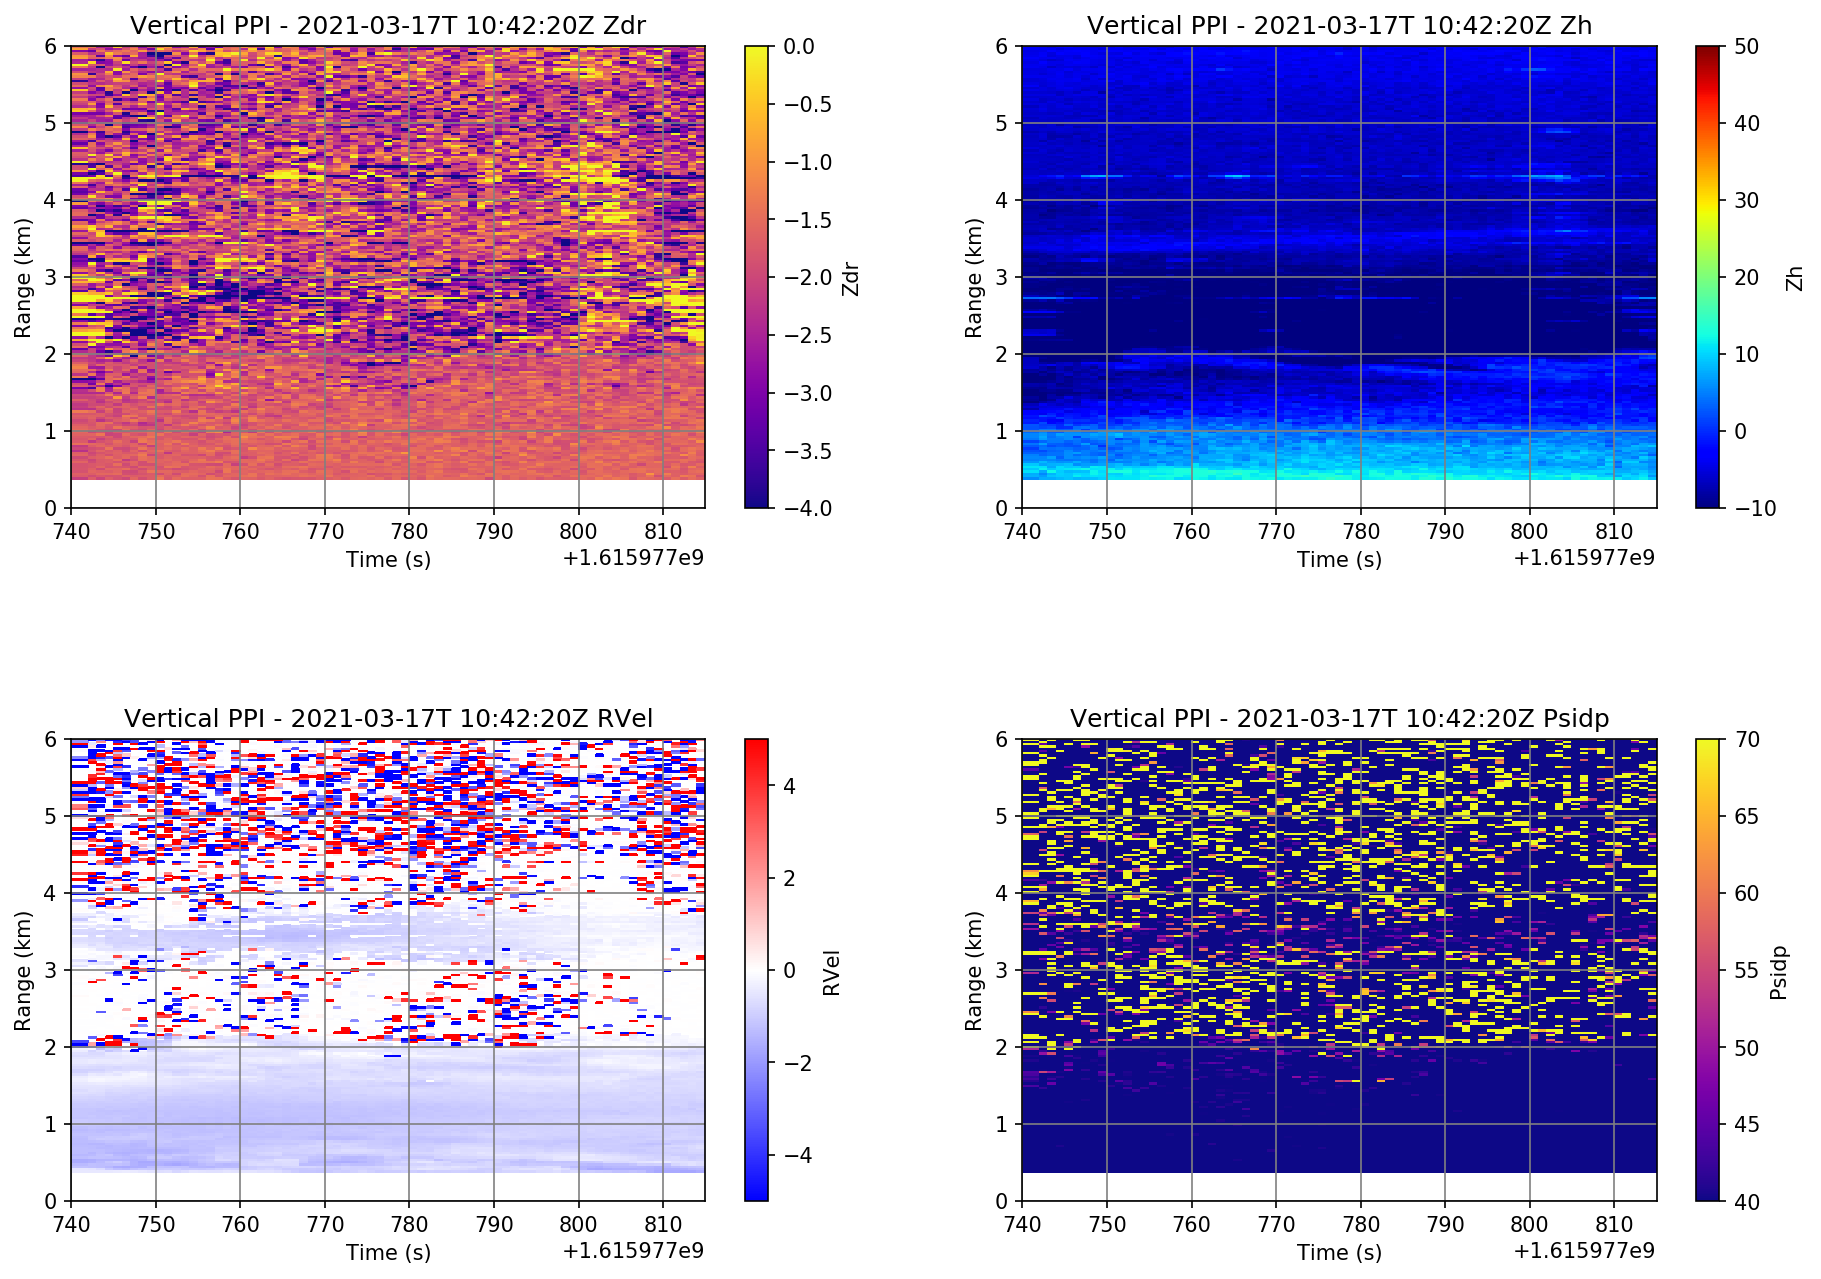 Vertical PPI - 2021-03-17T 10:42:20Z Zdr
6
5
4
3
2
1
0
Range (km)
740 750 760 770 780 790 800 810
Time (s)
+1.615977e9
0.0
−0.5
−1.0
−1.5
−2.0
−2.5
−3.0
−3.5
−4.0
Zdr
Vertical PPI - 2021-03-17T 10:42:20Z Zh
6
5
4
3
2
1
0
Range (km)
740 750 760 770 780 790 800 810
Time (s)
+1.615977e9
50
40
30
20
10
0
−10
Zh
Vertical PPI - 2021-03-17T 10:42:20Z RVel
6
5
4
3
2
1
0
Range (km)
740 750 760 770 780 790 800 810
Time (s)
+1.615977e9
4
2
0
−2
−4
RVel
Vertical PPI - 2021-03-17T 10:42:20Z Psidp
6
5
4
3
2
1
0
Range (km)
740 750 760 770 780 790 800 810
Time (s)
+1.615977e9
70
65
60
55
50
45
40
Psidp